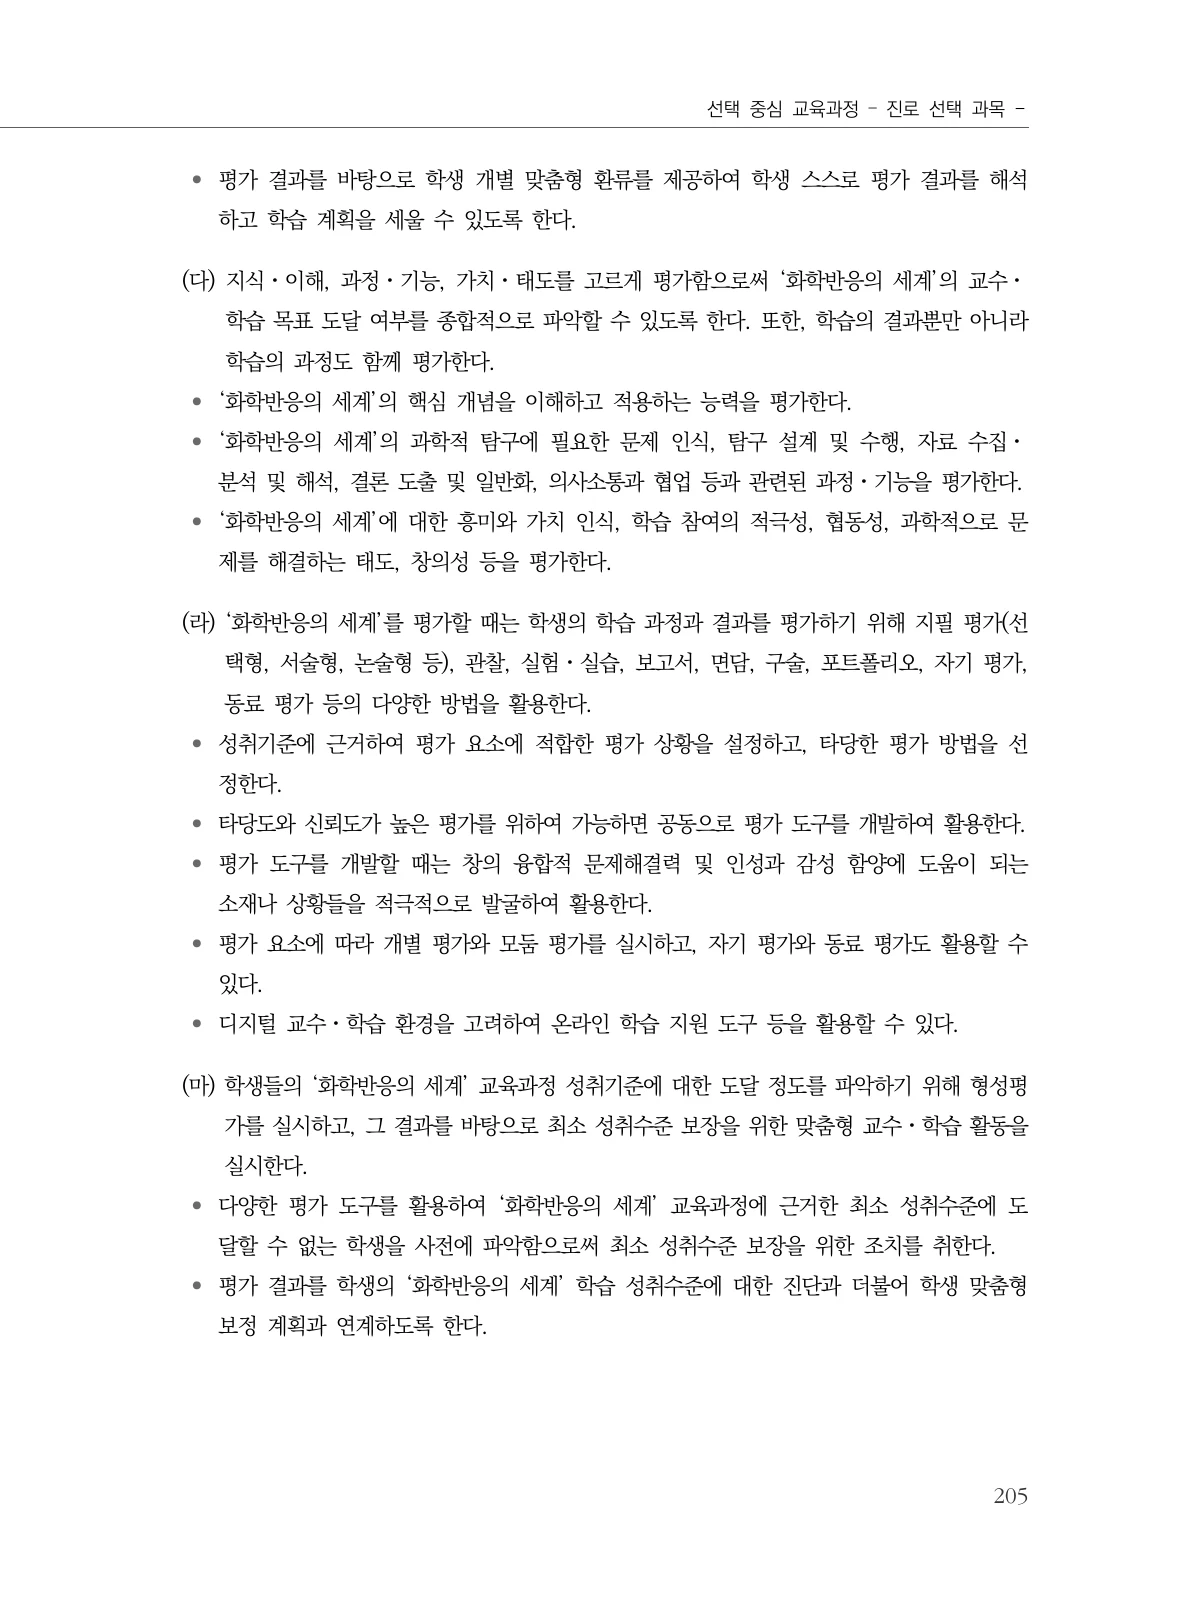 선택 중심 교육과정 - 진로 선택 과목 -
• 평가 결과를 바탕으로 학생 개별 맞춤형 환류를 제공하여 학생 스스로 평가 결과를 해석
하고 학습 계획을 세울 수 있도록 한다.
(다) 지식·이해, 과정·기능, 가치·태도를 고르게 평가함으로써 ‘화학반응의 세계’의 교수·
학습 목표 도달 여부를 종합적으로 파악할 수 있도록 한다. 또한, 학습의 결과뿐만 아니라
학습의 과정도 함께 평가한다.
• ‘화학반응의 세계’의 핵심 개념을 이해하고 적용하는 능력을 평가한다.
• ‘화학반응의 세계’의 과학적 탐구에 필요한 문제 인식, 탐구 설계 및 수행, 자료 수집·
분석 및 해석, 결론 도출 및 일반화, 의사소통과 협업 등과 관련된 과정·기능을 평가한다.
• ‘화학반응의 세계’에 대한 흥미와 가치 인식, 학습 참여의 적극성, 협동성, 과학적으로 문
제를 해결하는 태도, 창의성 등을 평가한다.
(라) ‘화학반응의 세계’를 평가할 때는 학생의 학습 과정과 결과를 평가하기 위해 지필 평가(선
택형, 서술형, 논술형 등), 관찰, 실험·실습, 보고서, 면담, 구술, 포트폴리오, 자기 평가,
동료 평가 등의 다양한 방법을 활용한다.
• 성취기준에 근거하여 평가 요소에 적합한 평가 상황을 설정하고, 타당한 평가 방법을 선
정한다.
• 타당도와 신뢰도가 높은 평가를 위하여 가능하면 공동으로 평가 도구를 개발하여 활용한다.
• 평가 도구를 개발할 때는 창의 융합적 문제해결력 및 인성과 감성 함양에 도움이 되는
소재나 상황들을 적극적으로 발굴하여 활용한다.
• 평가 요소에 따라 개별 평가와 모둠 평가를 실시하고, 자기 평가와 동료 평가도 활용할 수
있다.
• 디지털 교수·학습 환경을 고려하여 온라인 학습 지원 도구 등을 활용할 수 있다.
(마) 학생들의 ‘화학반응의 세계’ 교육과정 성취기준에 대한 도달 정도를 파악하기 위해 형성평
가를 실시하고, 그 결과를 바탕으로 최소 성취수준 보장을 위한 맞춤형 교수·학습 활동을
실시한다.
• 다양한 평가 도구를 활용하여 ‘화학반응의 세계’ 교육과정에 근거한 최소 성취수준에 도
달할 수 없는 학생을 사전에 파악함으로써 최소 성취수준 보장을 위한 조치를 취한다.
• 평가 결과를 학생의 ‘화학반응의 세계’ 학습 성취수준에 대한 진단과 더불어 학생 맞춤형
보정 계획과 연계하도록 한다.
205